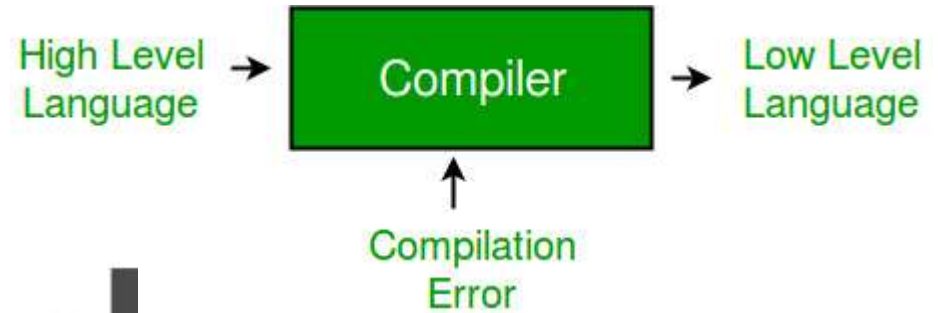 High Level
Language
Compiler
Low Level
Language
Compilation
Error